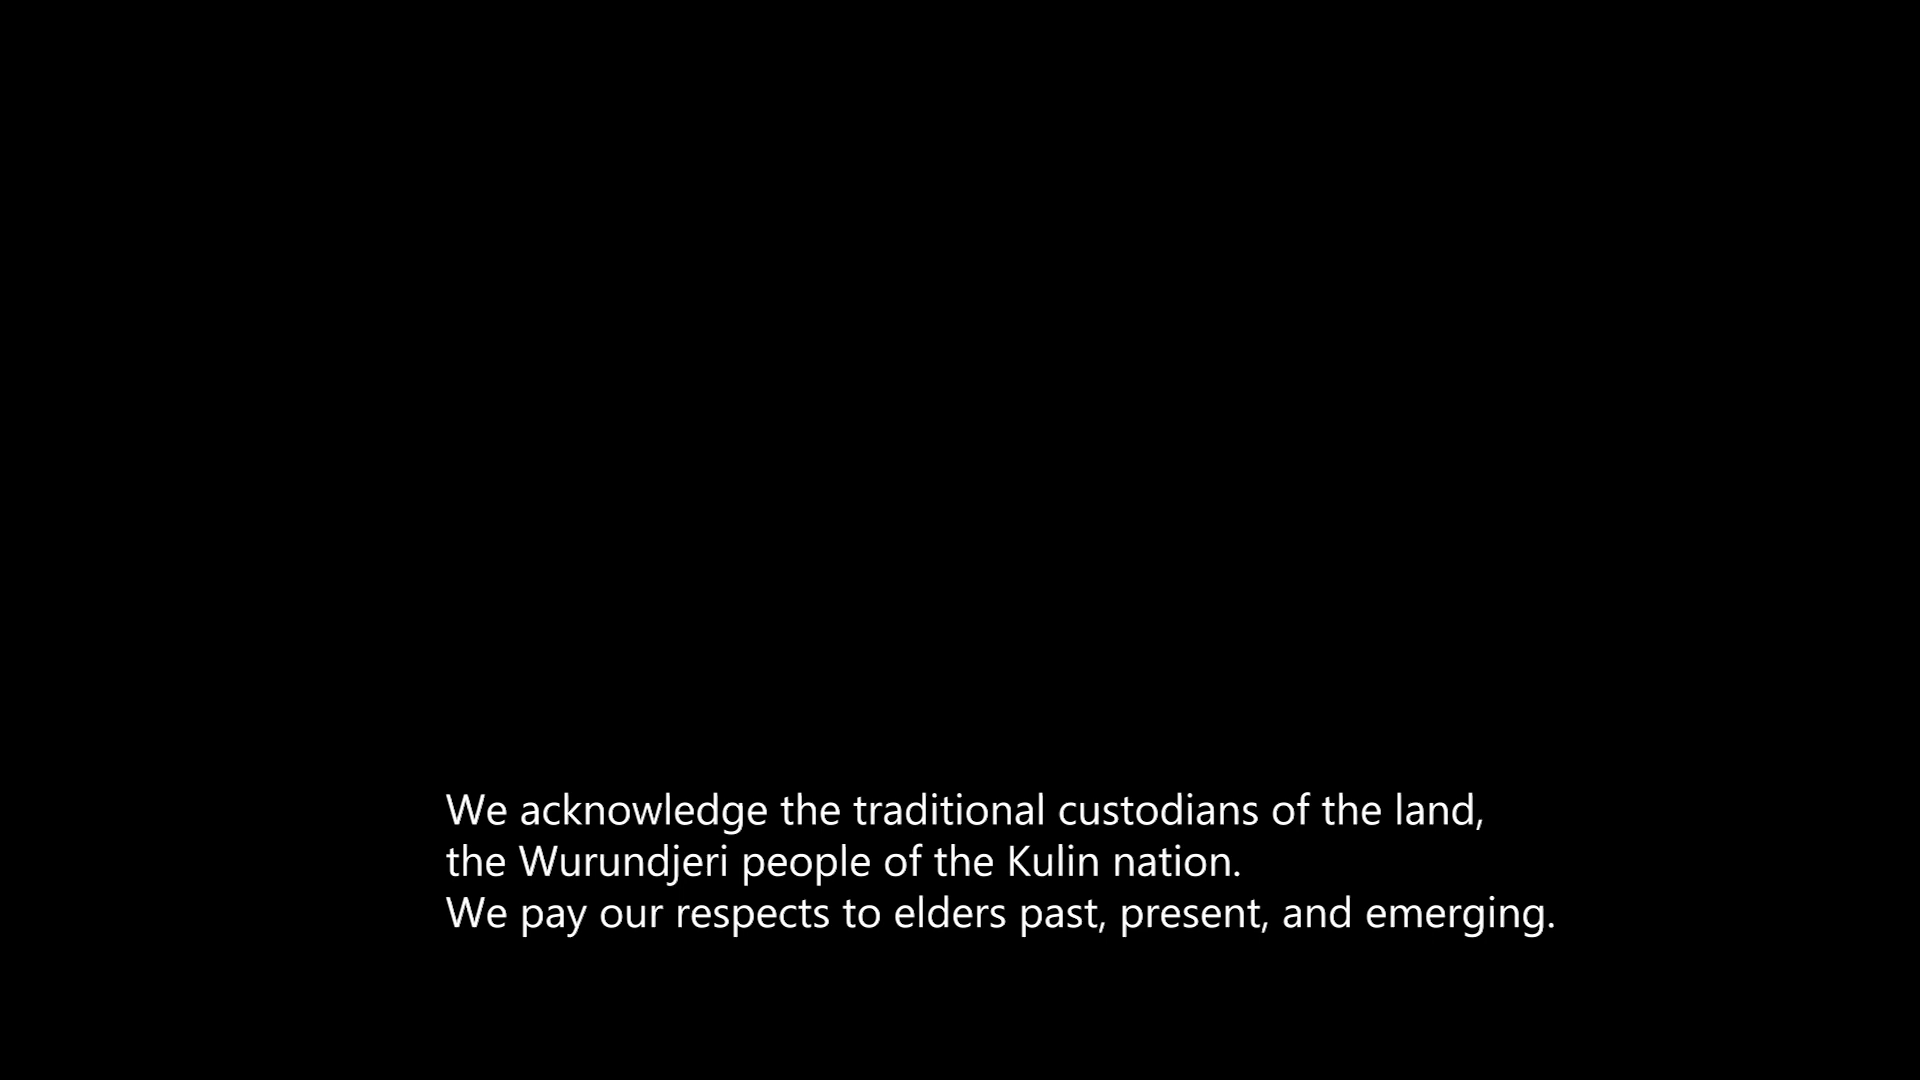 We acknowledge the traditional custodians of the land,
the Wurundjeri people of the Kulin nation.
We pay our respects to elders past, present, and emerging.